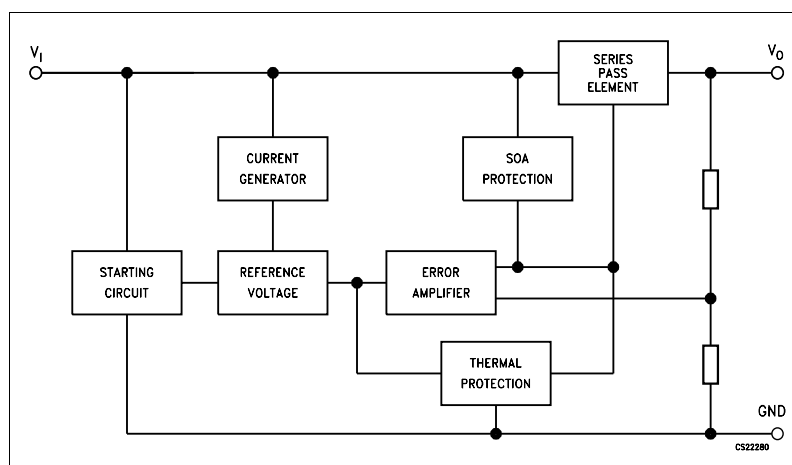 V_I
V_O
SERIES
PASS
ELEMENT
CURRENT
GENERATOR
SOA
PROTECTION
STARTING
CIRCUIT
REFERENCE
VOLTAGE
ERROR
AMPLIFIER
THERMAL
PROTECTION
GND
CS22280